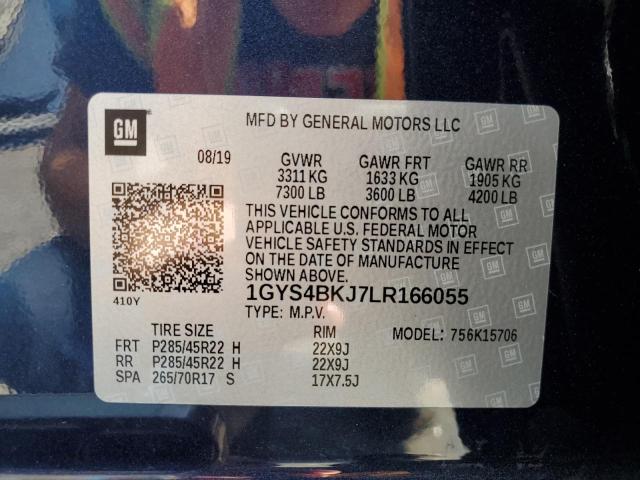 GM
MFD BY GENERAL MOTORS LLC
08/19 GVWR GAWR FRT GAWR RR
3311 KG 1633 KG 1905 KG
7300 LB 3600 LB 4200 LB
THIS VEHICLE CONFORMS TO ALL
APPLICABLE U.S. FEDERAL MOTOR
VEHICLE SAFETY STANDARDS IN EFFECT
ON THE DATE OF MANUFACTURE
SHOWN ABOVE.
410Y
1GYS4BKJ7LR166055
TYPE: M.P.V.
TIRE SIZE RIM MODEL: 756K15706
FRT P285/45R22 H 22X9J
RR P285/45R22 H 22X9J
SPA 265/70R17 S 17X7.5J